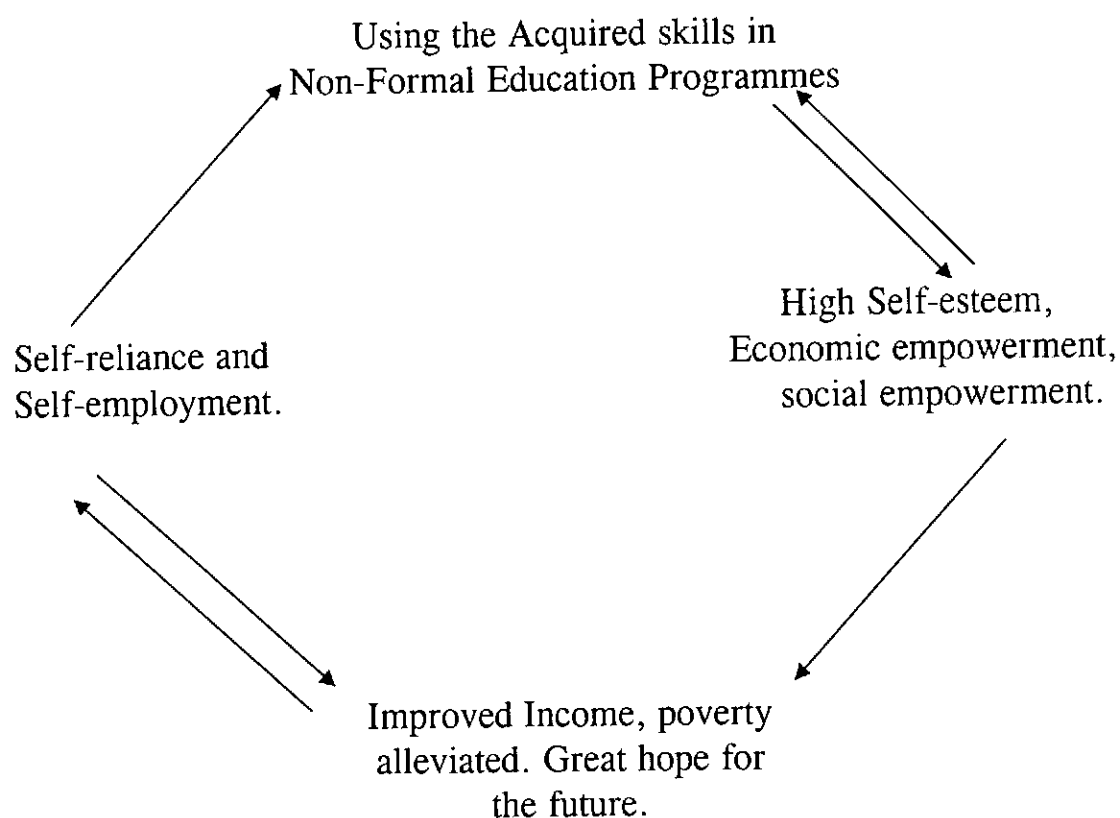 Using the Acquired skills in
Non-Formal Education Programmes
High Self-esteem,
Economic empowerment,
social empowerment.
Self-reliance and
Self-employment.
Improved Income, poverty
alleviated. Great hope for
the future.